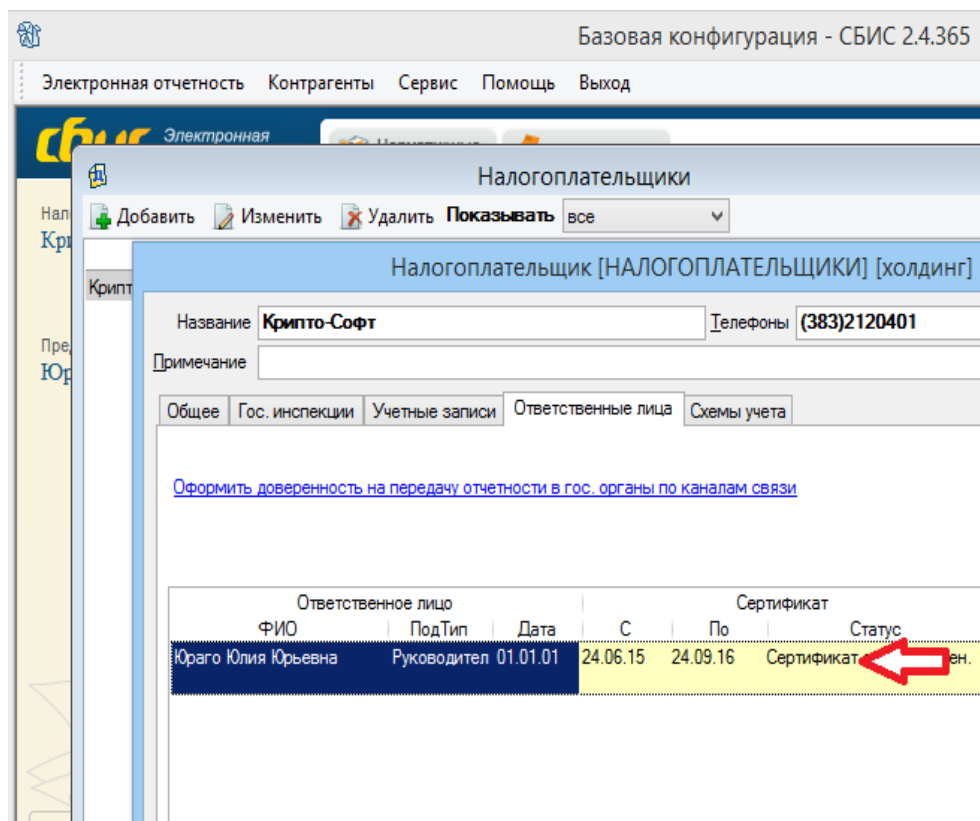 Базовая конфигурация - СБИС 2.4.365
Электронная отчетность Контрагенты Сервис Помощь Выход
сбис Электронная
Налогоплательщики
Добавить Изменить Удалить Показывать все
Налогоплательщик [НАЛОГОПЛАТЕЛЬЩИКИ] [холдинг]
Название Крипто-Софт Телефоны (383)2120401
Примечание
Общее Гос. инспекции Учетные записи Ответственные лица Схемы учета
Оформить доверенность на передачу отчетности в гос. органы по каналам связи
Ответственное лицо Сертификат
ФИО ПодТип Дата С По Статус
Юраго Юлия Юрьевна Руководител 01.01.01 24.06.15 24.09.16 Сертификат